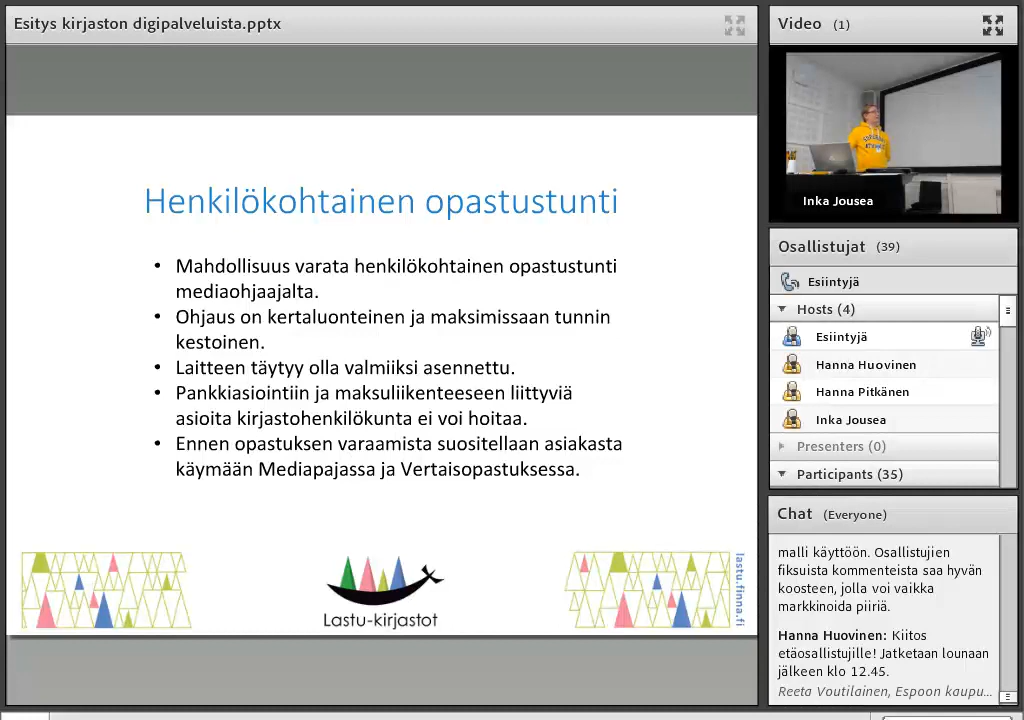 Esitys kirjaston digipalveluista.pptx
Henkilökohtainen opastustunti
• Mahdollisuus varata henkilökohtainen opastustunti
mediaohjaajalta.
• Ohjaus on kertaluonteinen ja maksimissaan tunnin
kestoinen.
• Laitteen täytyy olla valmiiksi asennettu.
• Pankkiasiointiin ja maksuliikenteeseen liittyviä
asioita kirjastohenkilökunta ei voi hoitaa.
• Ennen opastuksen varaamista suositellaan asiakasta
käymään Mediapajassa ja Vertaisopastuksessa.
Lastu-kirjastot
lastu.finna.fi
Video (1)
Inka Jousea
Osallistujat (39)
Esiintyjä
Hosts (4)
Esiintyjä
Hanna Huovinen
Hanna Pitkänen
Inka Jousea
Presenters (0)
Participants (35)
Chat (Everyone)
malli käyttöön. Osallistujien
fiksuista kommenteista saa hyvän
koosteen, jolla voi vaikka
markkinoida piiriä.
Hanna Huovinen: Kiitos
etäosallistujille! Jatketaan lounaan
jälkeen klo 12.45.
Reeta Voutilainen, Espoon kaupu...